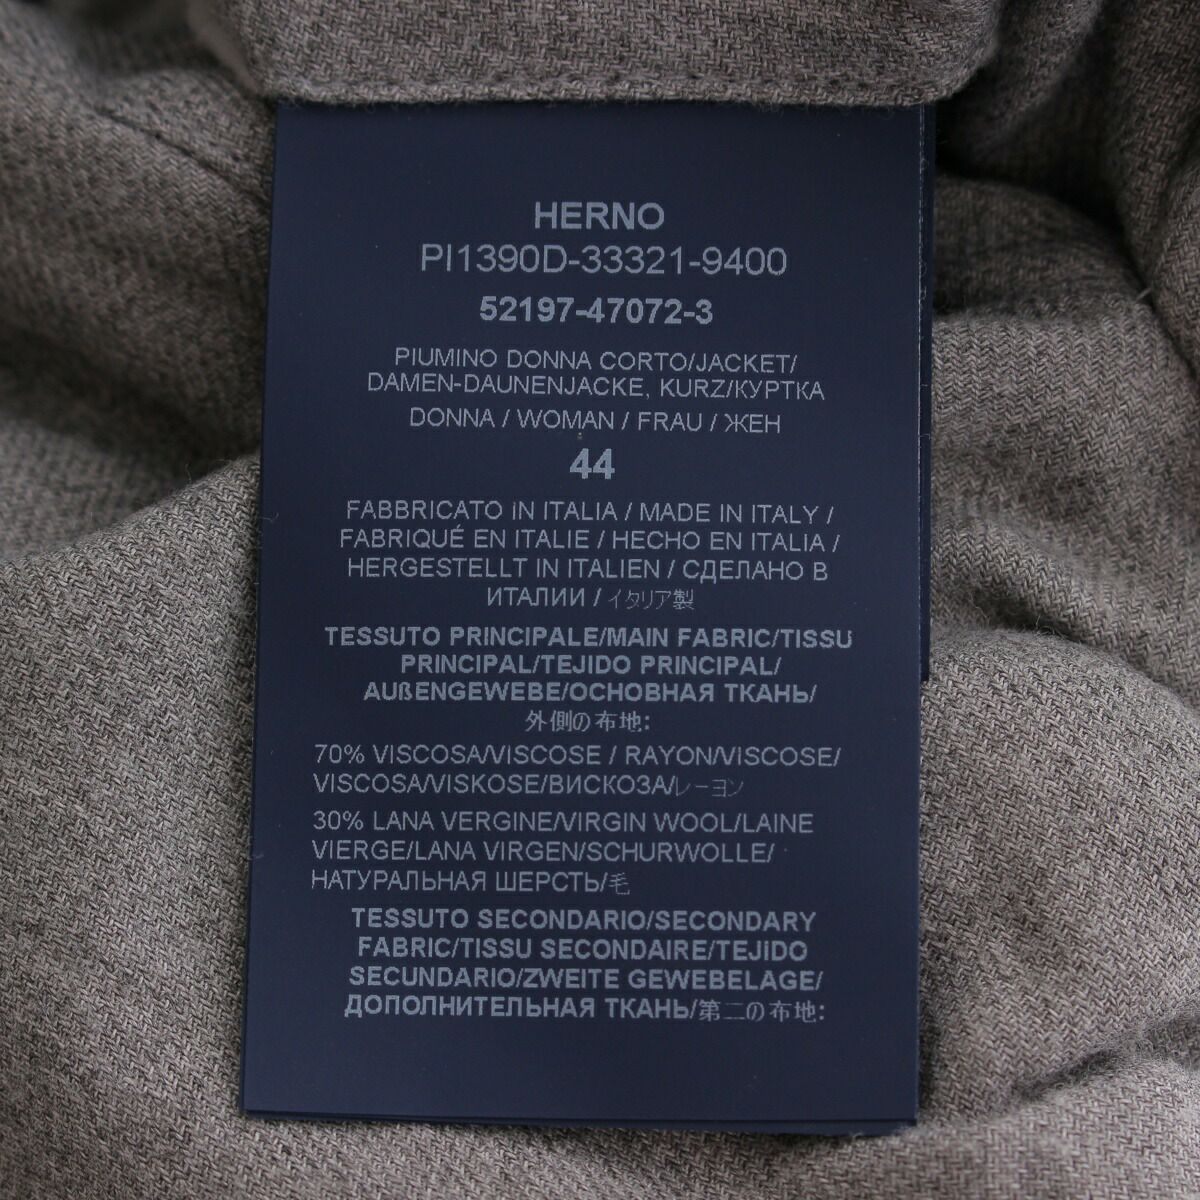 HERNO
PI1390D-33321-9400
52197-47072-3
PIUMINO DONNA CORTO/JACKET/
DAMEN-DAUNENJACKE, KURZ/КУРТКА
DONNA / WOMAN / FRAU / ЖЕН
44
FABBRICATO IN ITALIA / MADE IN ITALY /
FABRIQUÉ EN ITALIE / HECHO EN ITALIA /
HERGESTELLT IN ITALIEN / СДЕЛАНО В
ИТАЛИИ / イタリア製
TESSUTO PRINCIPALE/MAIN FABRIC/TISSU
PRINCIPAL/TEJIDO PRINCIPAL/
AUßENGEWEBE/ОСНОВНАЯ ТКАНЬ/
外側の布地:
70% VISCOSA/VISCOSE / RAYON/VISCOSE/
VISCOSA/VISKOSE/ВИСКОЗА/レーヨン
30% LANA VERGINE/VIRGIN WOOL/LAINE
VIERGE/LANA VIRGEN/SCHURWOLLE/
НАТУРАЛЬНАЯ ШЕРСТЬ/毛
TESSUTO SECONDARIO/SECONDARY
FABRIC/TISSU SECONDAIRE/TEJIDO
SECUNDARIO/ZWEITE GEWEBELAGE/
ДОПОЛНИТЕЛЬНАЯ ТКАНЬ/第二の布地: